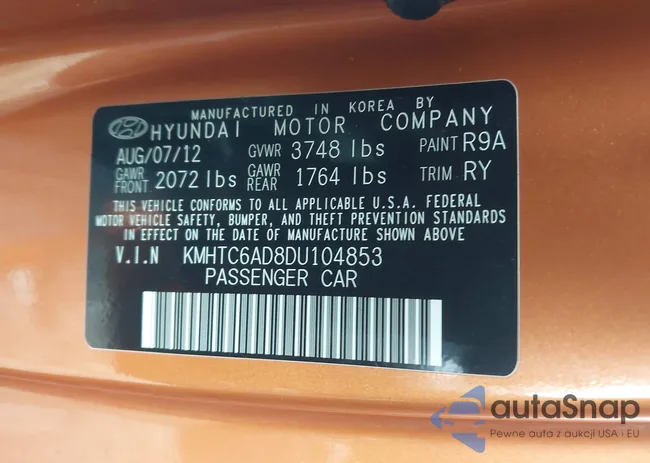 MANUFACTURED IN KOREA BY
HYUNDAI MOTOR COMPANY
AUG/07/12 GVWR 3748 lbs PAINT R9A
GAWR FRONT 2072 lbs GAWR REAR 1764 lbs TRIM RY
THIS VEHICLE CONFORMS TO ALL APPLICABLE U.S.A. FEDERAL
MOTOR VEHICLE SAFETY, BUMPER, AND THEFT PREVENTION STANDARDS
IN EFFECT ON THE DATE OF MANUFACTURE SHOWN ABOVE
V.I.N KMHTC6AD8DU104853
PASSENGER CAR
autaSnap
Pewne auta z aukcji USA i EU